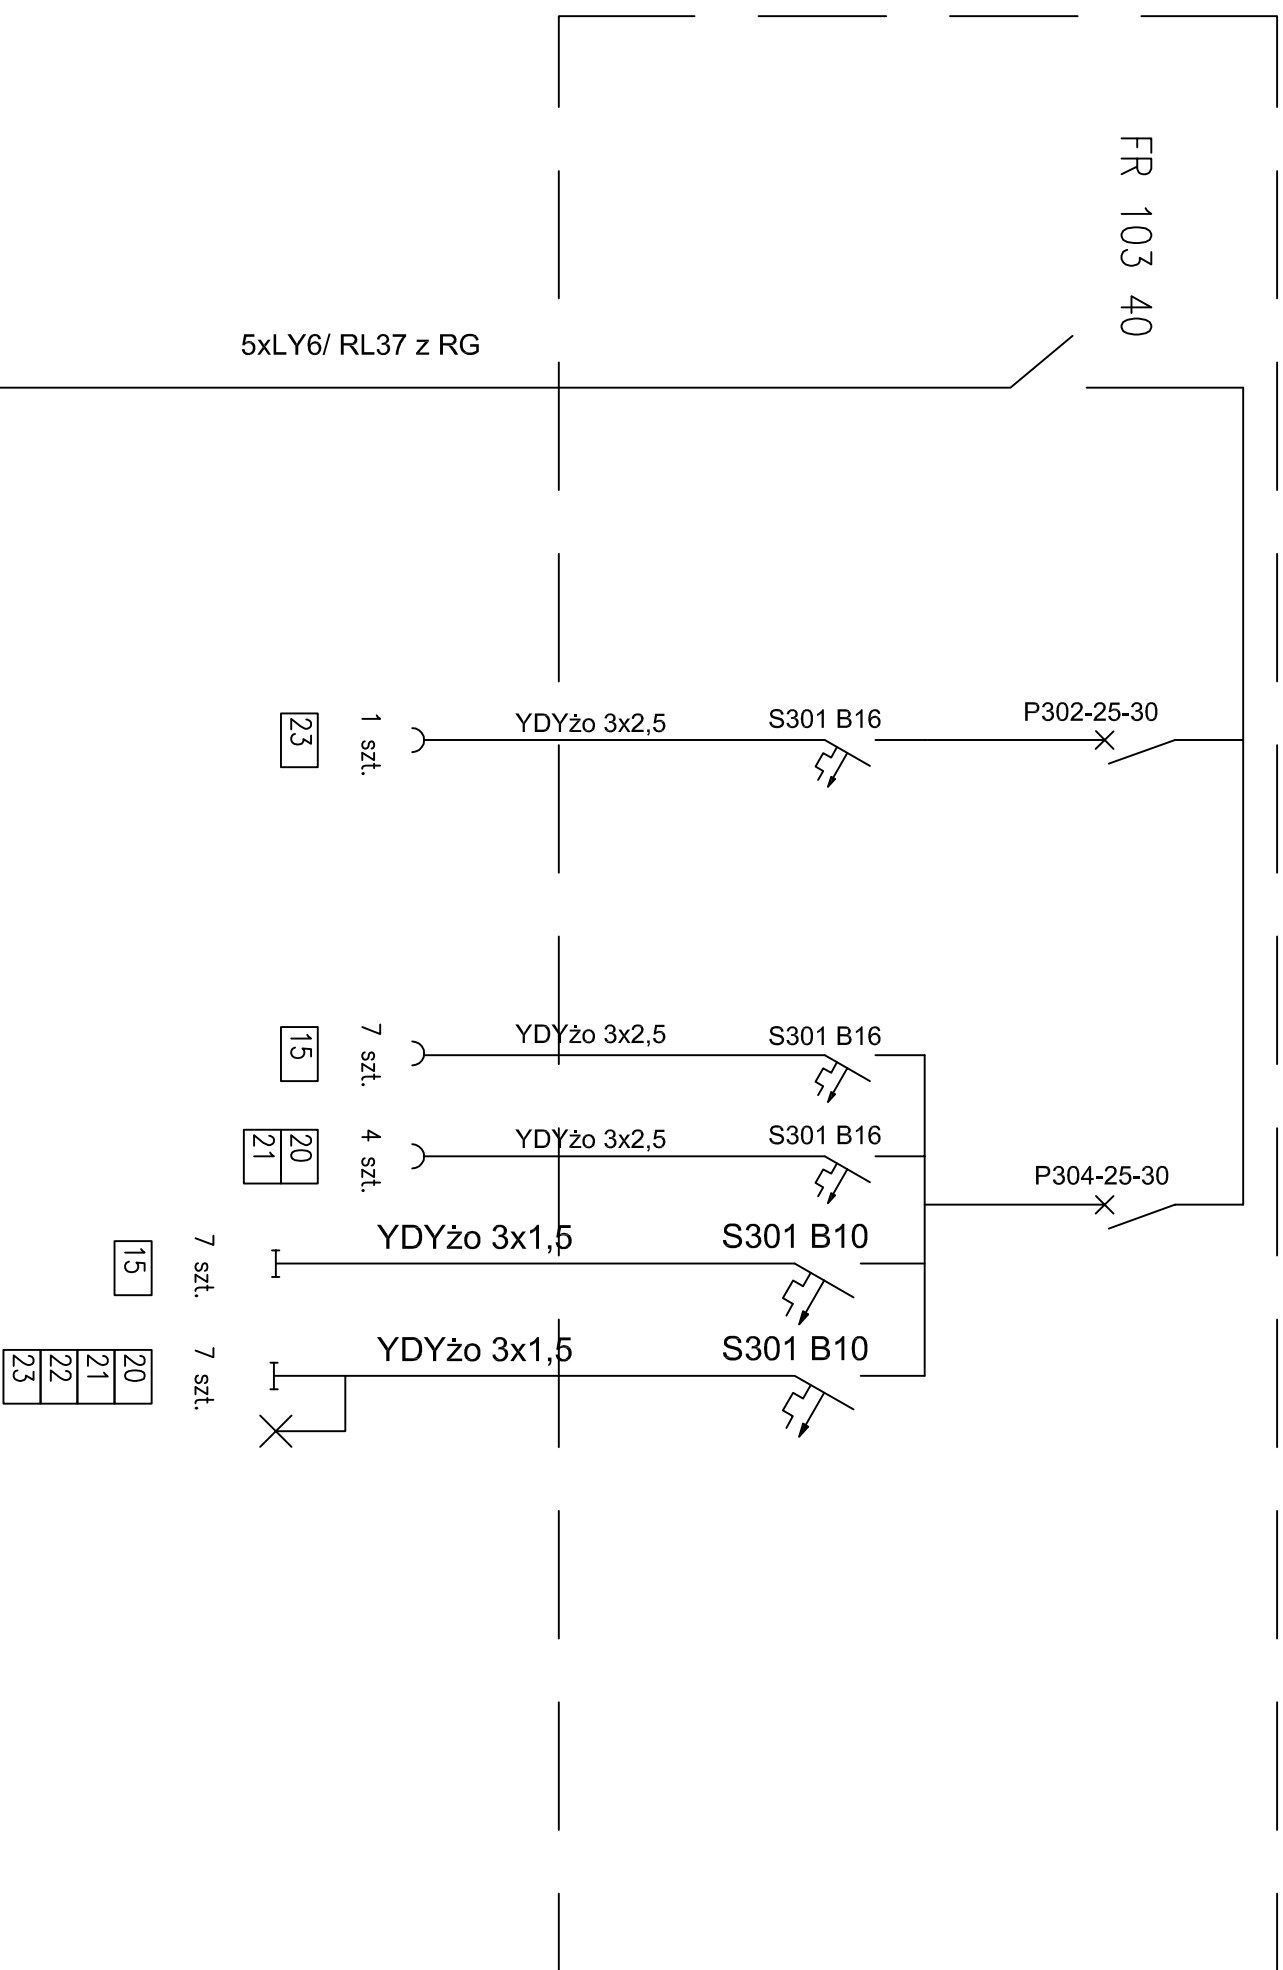 FR 103 40
5xLY6/ RL37 z RG
23
1 szt.
YDYżo 3x2,5
S301 B16
P302-25-30
15
7 szt.
YDYżo 3x2,5
S301 B16
20
21
4 szt.
YDYżo 3x2,5
S301 B16
P304-25-30
15
7 szt.
YDYżo 3x1,5
S301 B10
20
21
22
23
7 szt.
YDYżo 3x1,5
S301 B10